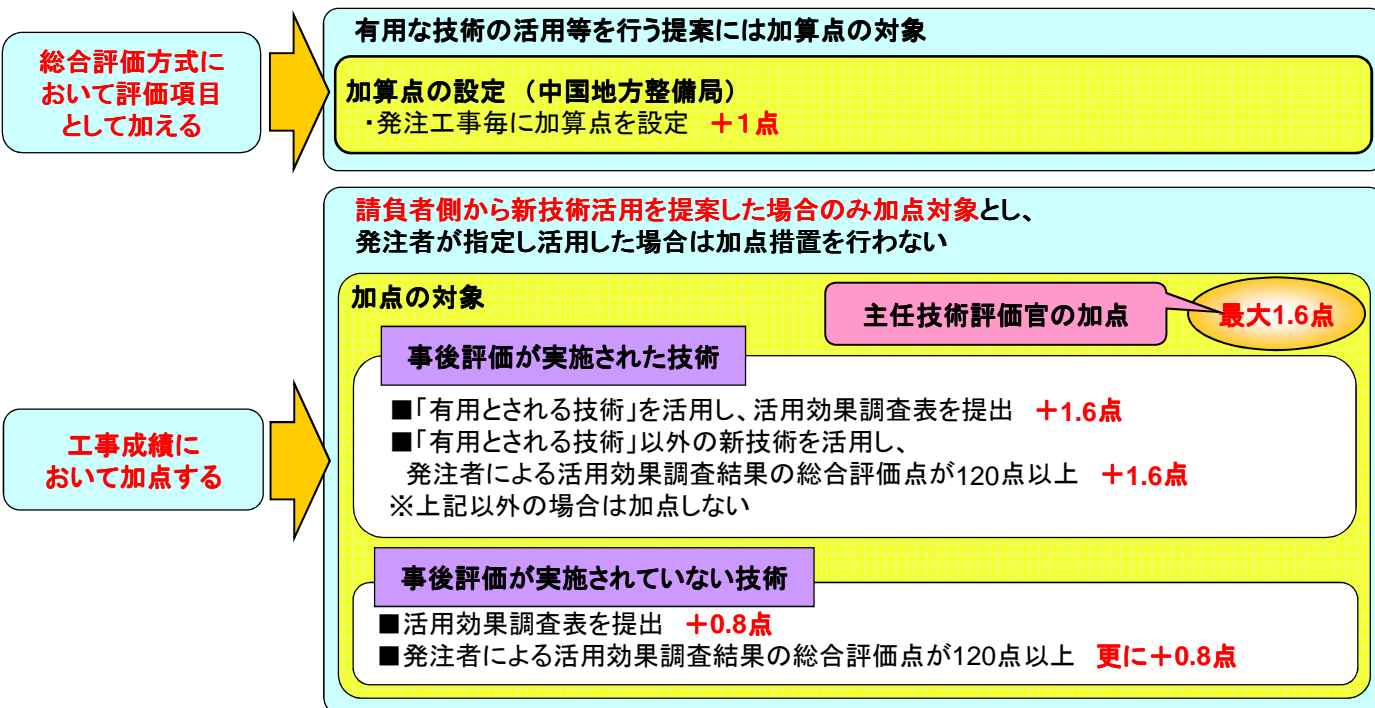 総合評価方式に
おいて評価項目
として加える
有用な技術の活用等を行う提案には加算点の対象
加算点の設定 （中国地方整備局）
・発注工事毎に加算点を設定 ＋1点
工事成績に
おいて加点する
請負者側から新技術活用を提案した場合のみ加点対象とし、
発注者が指定し活用した場合は加点措置を行わない
加点の対象
主任技術評価官の加点
最大1.6点
事後評価が実施された技術
■「有用とされる技術」を活用し、活用効果調査表を提出 ＋1.6点
■「有用とされる技術」以外の新技術を活用し、
発注者による活用効果調査結果の総合評価点が120点以上 ＋1.6点
※上記以外の場合は加点しない
事後評価が実施されていない技術
■活用効果調査表を提出 ＋0.8点
■発注者による活用効果調査結果の総合評価点が120点以上 更に＋0.8点